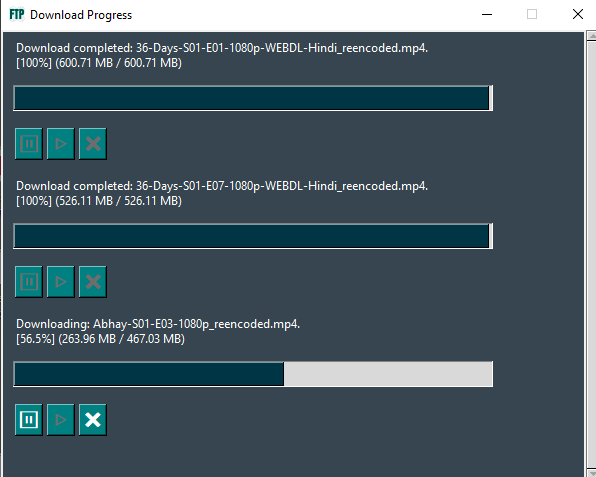 FTP Download Progress
Download completed: 36-Days-S01-E01-1080p-WEBDL-Hindi_reencoded.mp4.
[100%] (600.71 MB / 600.71 MB)
Download completed: 36-Days-S01-E07-1080p-WEBDL-Hindi_reencoded.mp4.
[100%] (526.11 MB / 526.11 MB)
Downloading: Abhay-S01-E03-1080p_reencoded.mp4.
[56.5%] (263.96 MB / 467.03 MB)